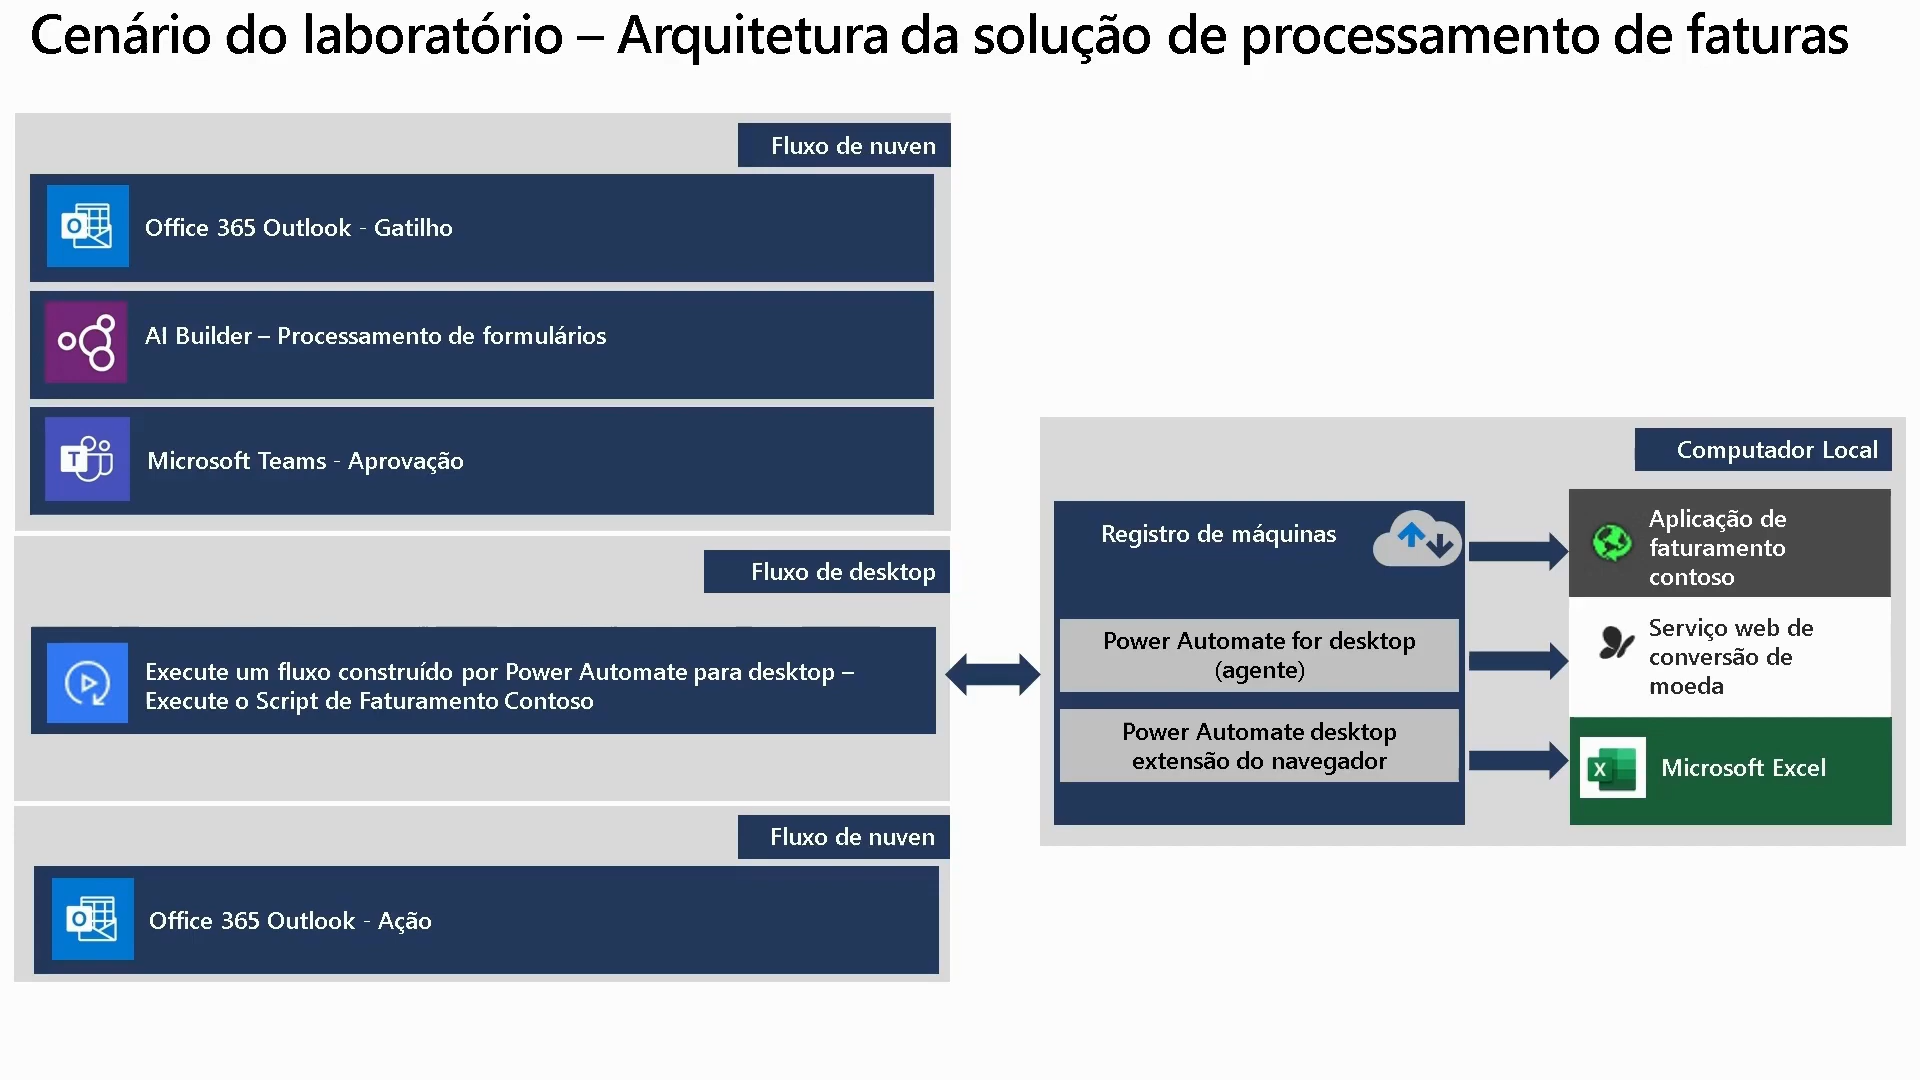 Cenário do laboratório – Arquitetura da solução de processamento de faturas
Fluxo de nuven
Office 365 Outlook - Gatilho
AI Builder – Processamento de formulários
Microsoft Teams - Aprovação
Fluxo de desktop
Execute um fluxo construído por Power Automate para desktop –
Execute o Script de Faturamento Contoso
Fluxo de nuven
Office 365 Outlook - Ação
Computador Local
Registro de máquinas
Power Automate for desktop
(agente)
Power Automate desktop
extensão do navegador
Aplicação de
faturamento
contoso
Serviço web de
conversão de
moeda
Microsoft Excel